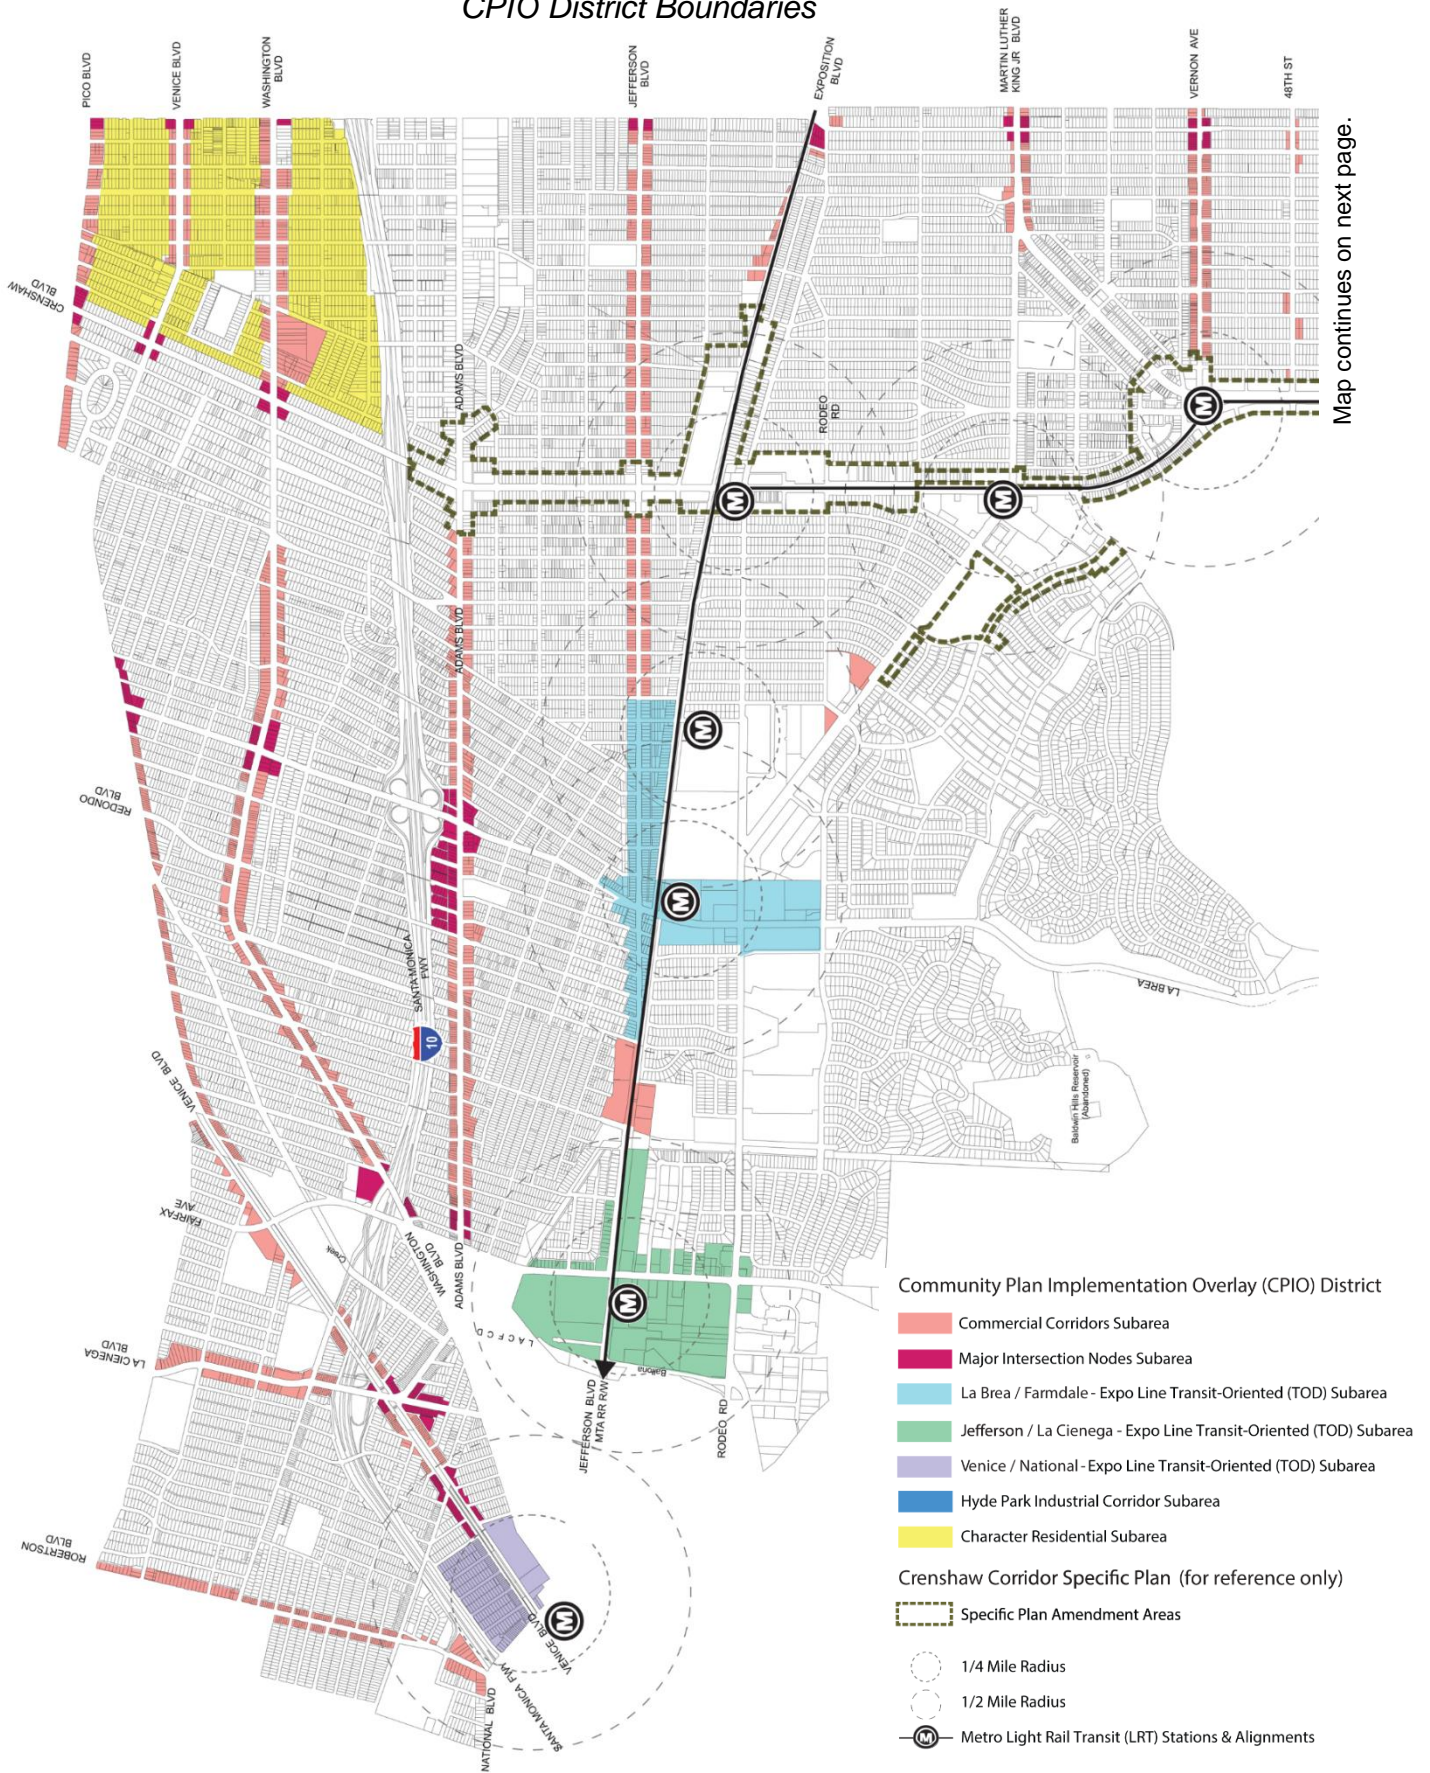 CPIO District Boundaries
PICO BLVD
VENICE BLVD
WASHINGTON
BLVD
JEFFERSON
BLVD
EXPOSITION
BLVD
MARTIN LUTHER
KING JR BLVD
VERNON AVE
48TH ST
CRENSHAW
BLVD
Map continues on next page.
ADAMS BLVD
RODEO
RD
M
M
M
ADAMS BLVD
M
REDONDO
BLVD
M
SANTA MONICA
FWY
10
LA BREA
VENICE BLVD
Baldwin Hills Reservoir
(Abandoned)
FAIRFAX
AVE
Creek
WASHINGTON
BLVD
ADAMS BLVD
LACFCD
M
Ballona
LA CIENEGA
BLVD
JEFFERSON BLVD
MTA RR R/W
RODEO RD
ROBERTSON
BLVD
M
VENICE BLVD
SANTA MONICA FWY
NATIONAL BLVD
Community Plan Implementation Overlay (CPIO) District
Commercial Corridors Subarea
Major Intersection Nodes Subarea
La Brea / Farmdale - Expo Line Transit-Oriented (TOD) Subarea
Jefferson / La Cienega - Expo Line Transit-Oriented (TOD) Subarea
Venice / National - Expo Line Transit-Oriented (TOD) Subarea
Hyde Park Industrial Corridor Subarea
Character Residential Subarea
Crenshaw Corridor Specific Plan (for reference only)
Specific Plan Amendment Areas
1/4 Mile Radius
1/2 Mile Radius
M Metro Light Rail Transit (LRT) Stations & Alignments